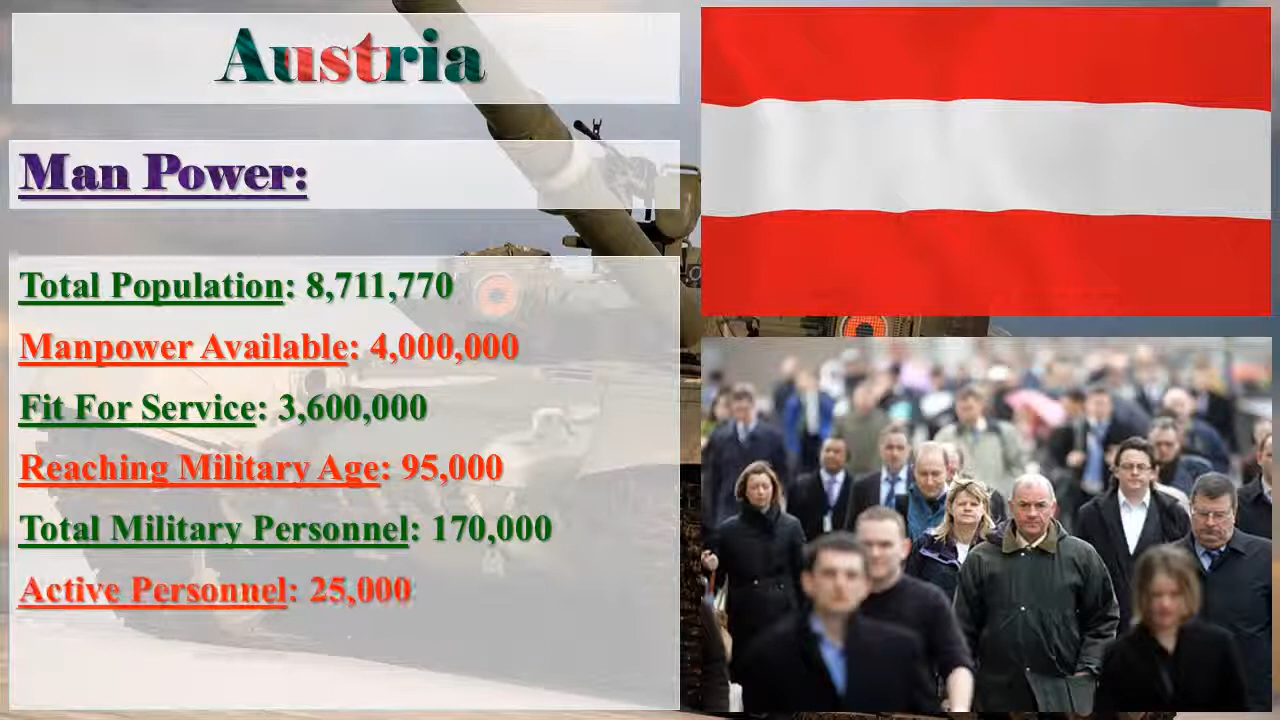 Austria
Man Power:
Total Population: 8,711,770
Manpower Available: 4,000,000
Fit For Service: 3,600,000
Reaching Military Age: 95,000
Total Military Personnel: 170,000
Active Personnel: 25,000